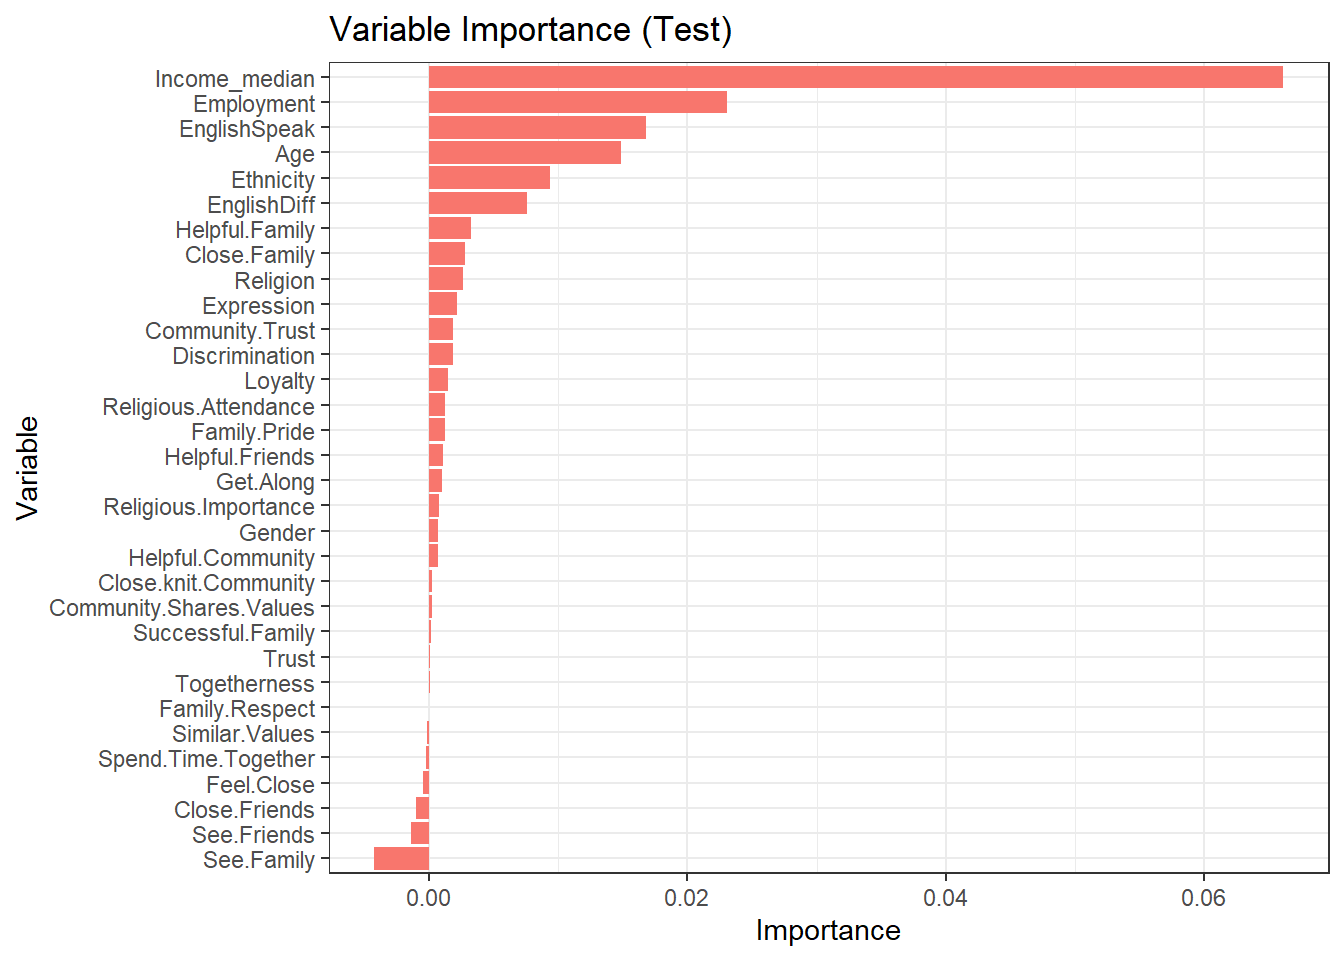 Variable Importance (Test)
Income_median
Employment
EnglishSpeak
Age
Ethnicity
EnglishDiff
Helpful.Family
Close.Family
Religion
Expression
Community.Trust
Discrimination
Loyalty
Religious.Attendance
Family.Pride
Helpful.Friends
Get.Along
Religious.Importance
Gender
Helpful.Community
Close.knit.Community
Community.Shares.Values
Successful.Family
Trust
Togetherness
Family.Respect
Similar.Values
Spend.Time.Together
Feel.Close
Close.Friends
See.Friends
See.Family
Variable
0.00 0.02 0.04 0.06
Importance